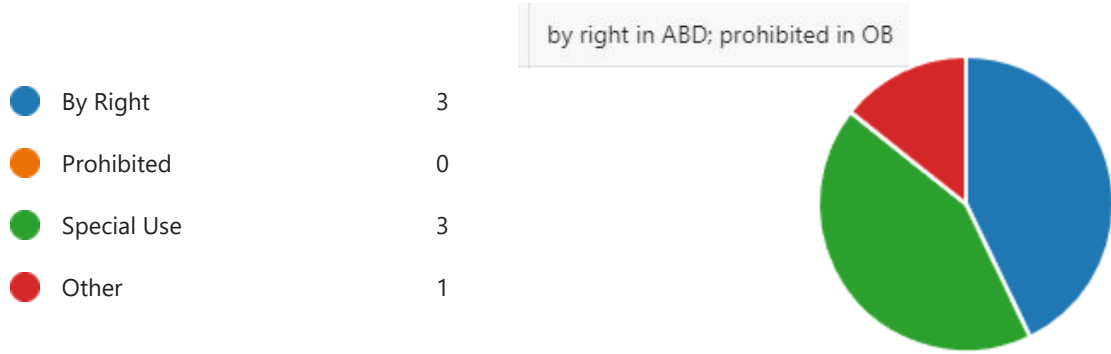 by right in ABD; prohibited in OB
By Right 3
Prohibited 0
Special Use 3
Other 1